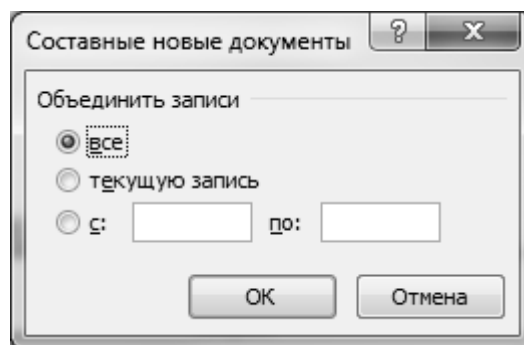 Составные новые документы
Объединить записи
все
текущую запись
с: по:
ОК Отмена